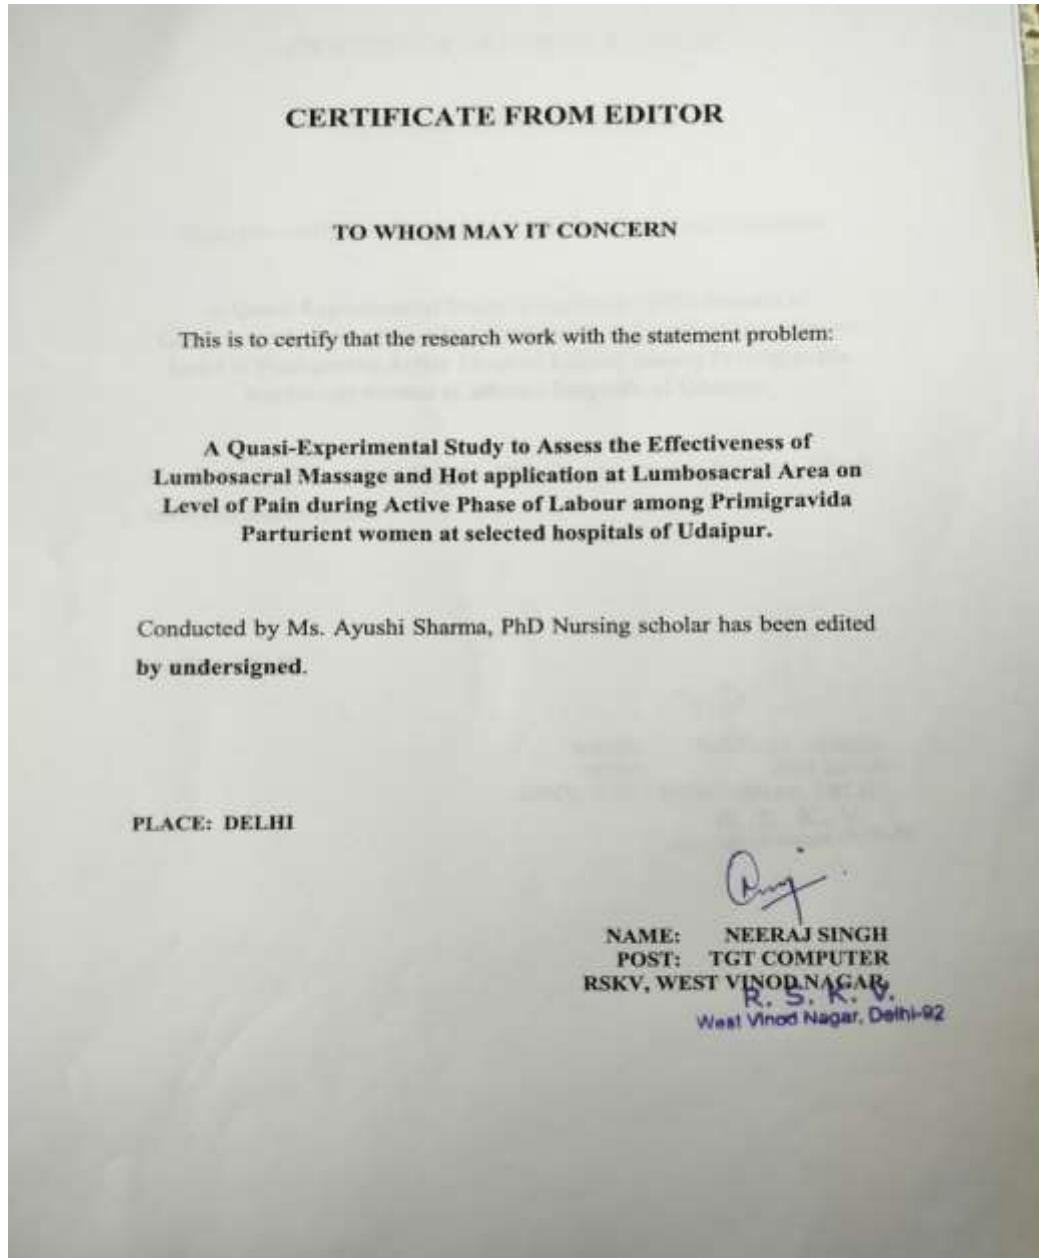 CERTIFICATE FROM EDITOR
TO WHOM MAY IT CONCERN
This is to certify that the research work with the statement problem:
A Quasi-Experimental Study to Assess the Effectiveness of
Lumbosacral Massage and Hot application at Lumbosacral Area on
Level of Pain during Active Phase of Labour among Primigravida
Parturient women at selected hospitals of Udaipur.
Conducted by Ms. Ayushi Sharma, PhD Nursing scholar has been edited
by undersigned.
PLACE: DELHI
NAME: NEERAJ SINGH
POST: TGT COMPUTER
RSKV, WEST VINOD NAGAR,
R. S. K. V.
West Vinod Nagar, Delhi-92